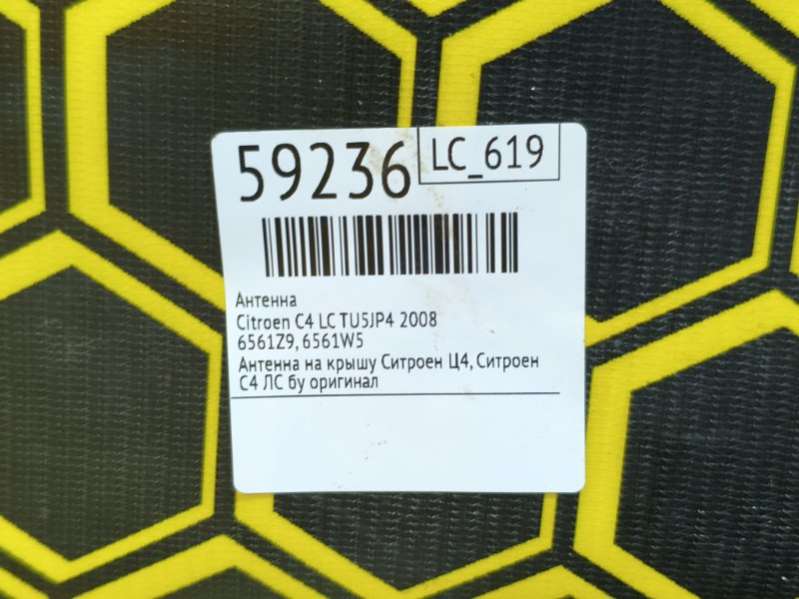 59236 LC_619
Антенна
Citroen C4 LC TU5JP4 2008
6561Z9, 6561W5
Антенна на крышу Ситроен Ц4, Ситроен
С4 ЛС бу оригинал